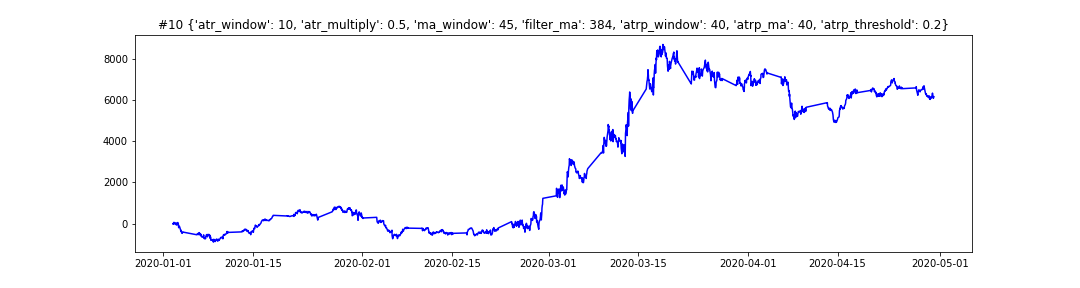 #10 {'atr_window': 10, 'atr_multiply': 0.5, 'ma_window': 45, 'filter_ma': 384, 'atrp_window': 40, 'atrp_ma': 40, 'atrp_threshold': 0.2}
8000
6000
4000
2000
0
2020-01-01 2020-01-15 2020-02-01 2020-02-15 2020-03-01 2020-03-15 2020-04-01 2020-04-15 2020-05-01